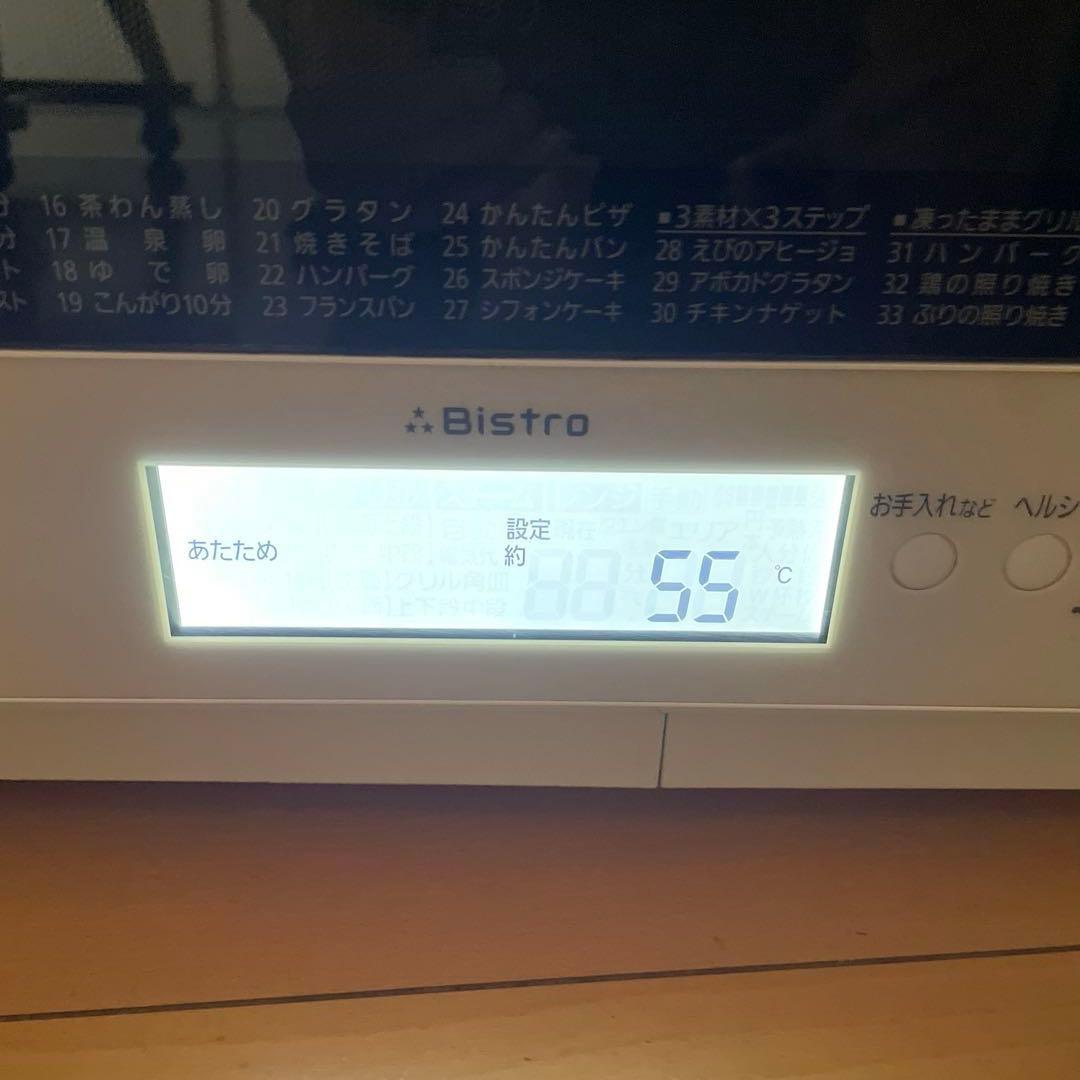 分 16 茶わん蒸し 20 グラタン 24 かんたんピザ ■3素材×3ステップ ■凍ったままグリル
分 17 温泉卵 21 焼きそば 25 かんたんパン 28 えびのアヒージョ 31 ハンバーグ
ト 18 ゆで卵 22 ハンバーグ 26 スポンジケーキ 29 アボカドグラタン 32 鶏の照り焼き
スト 19 こんがり10分 23 フランスパン 27 シフォンケーキ 30 チキンナゲット 33 ぶりの照り焼き
Bistro
お手入れなど ヘルシ
あたため 設定
約 55 ℃